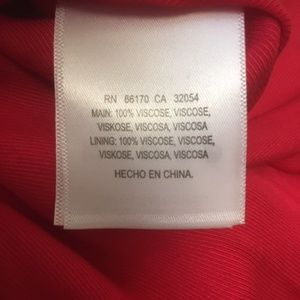 RN 66170 CA 32054
MAIN: 100% VISCOSE, VISCOSE,
VISKOSE, VISCOSA, VISCOSA
LINING: 100% VISCOSE, VISCOSE,
VISKOSE, VISCOSA, VISCOSA
HECHO EN CHINA.